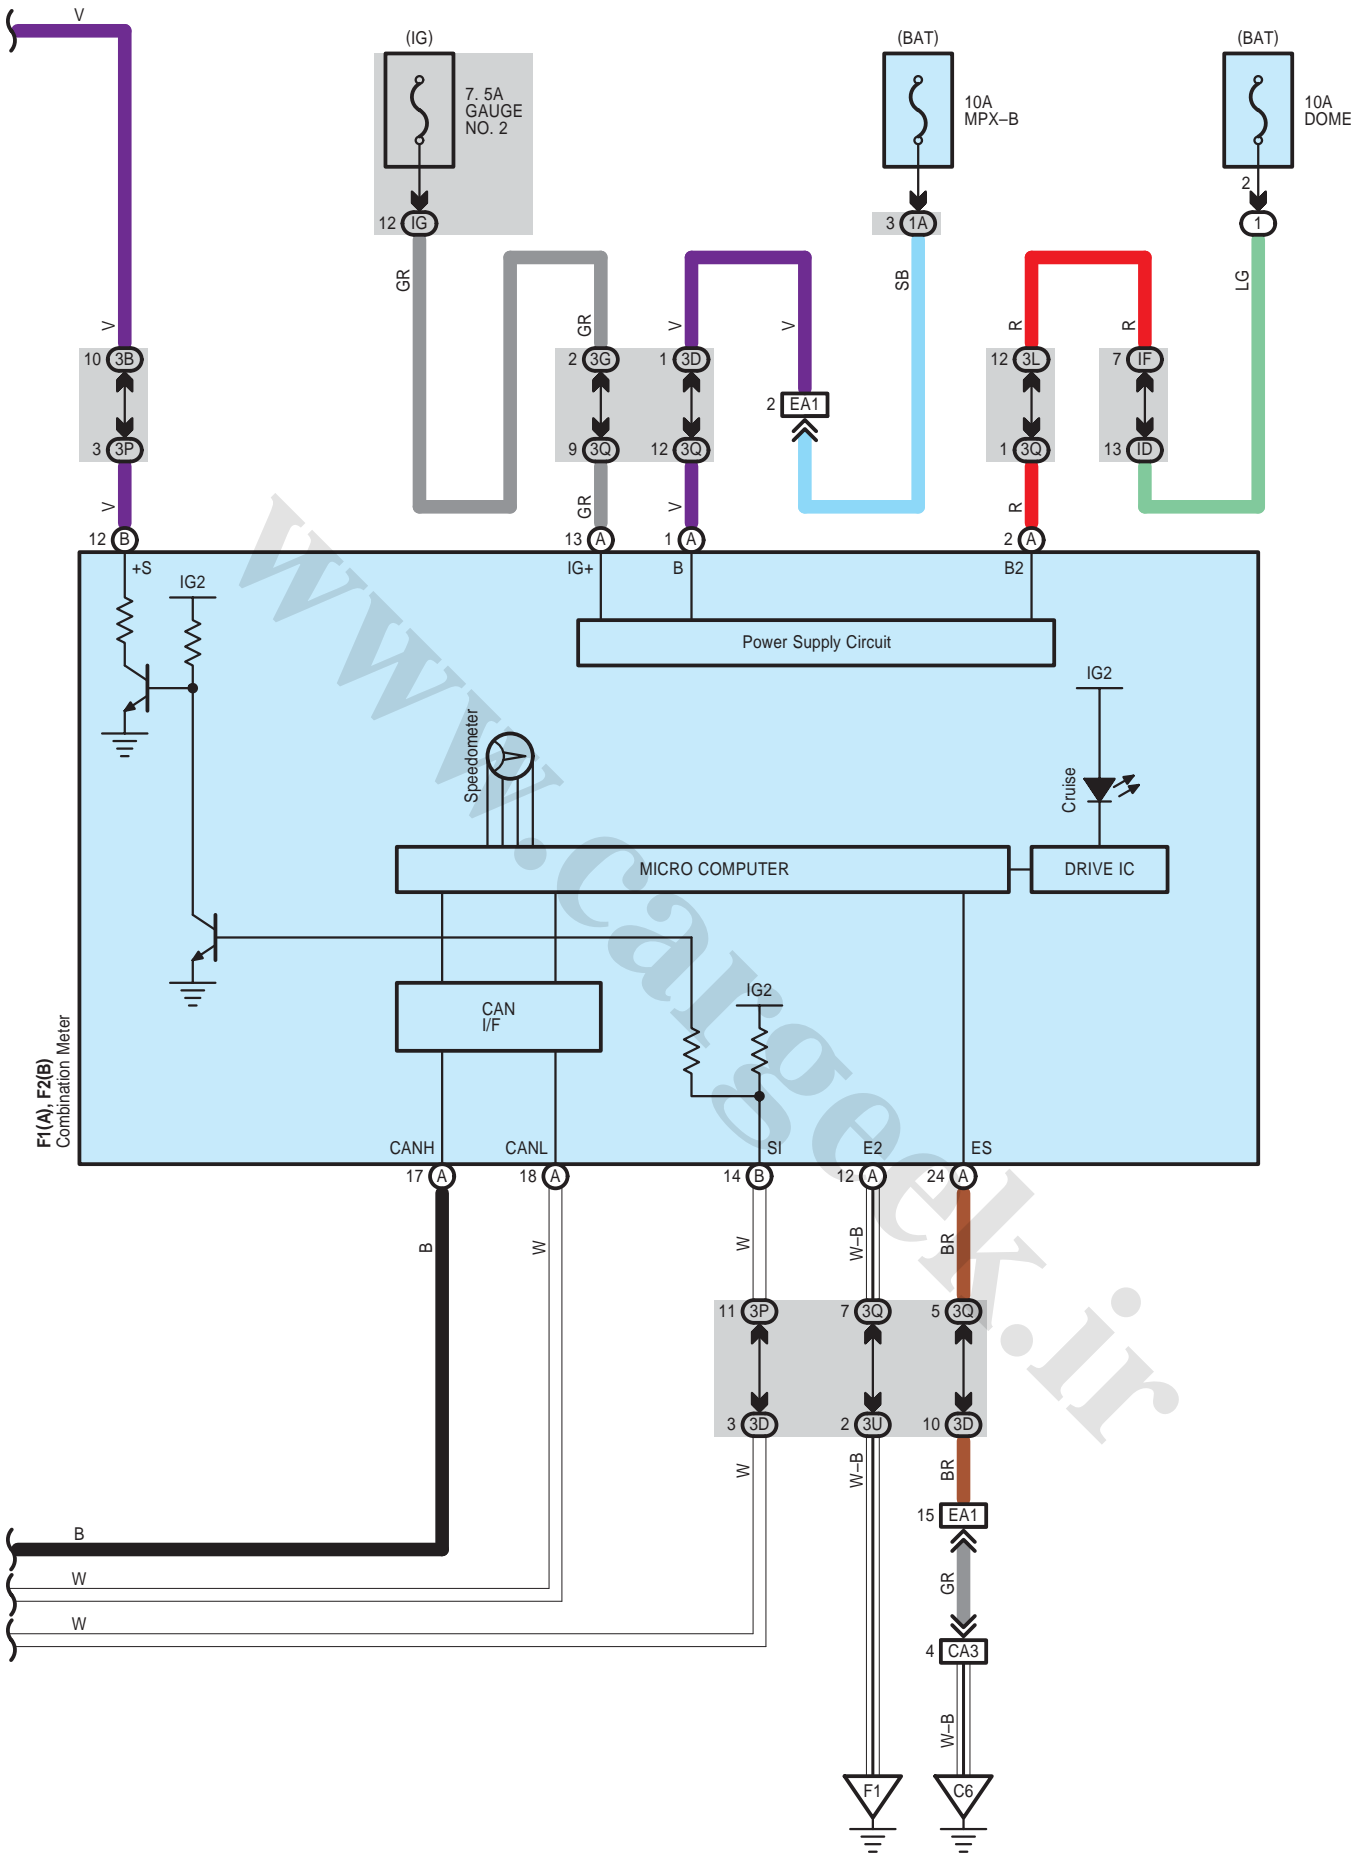 V
(IG)
(BAT)
(BAT)
7. 5A
GAUGE
NO. 2
10A
MPX–B
10A
DOME
2
12 IG
3 1A
1
GR
SB
LG
V
GR
V
V
R
R
10 3B
2 3G
1 3D
12 3L
7 IF
2 EA1
3 3P
9 3Q
12 3Q
1 3Q
13 ID
V
GR
V
R
12 B
13 A
1 A
2 A
+S
IG+
B
B2
IG2
Power Supply Circuit
IG2
Speedometer
Cruise
MICRO COMPUTER
DRIVE IC
CAN
I/F
IG2
F1(A), F2(B)
Combination Meter
CANH
CANL
SI
E2
ES
17 A
18 A
14 B
12 A
24 A
B
W
W
W–B
BR
11 3P
7 3Q
5 3Q
3 3D
2 3U
10 3D
W
W–B
BR
15 EA1
B
W
GR
W
4 CA3
W–B
F1
C6
www.cargeek.ir